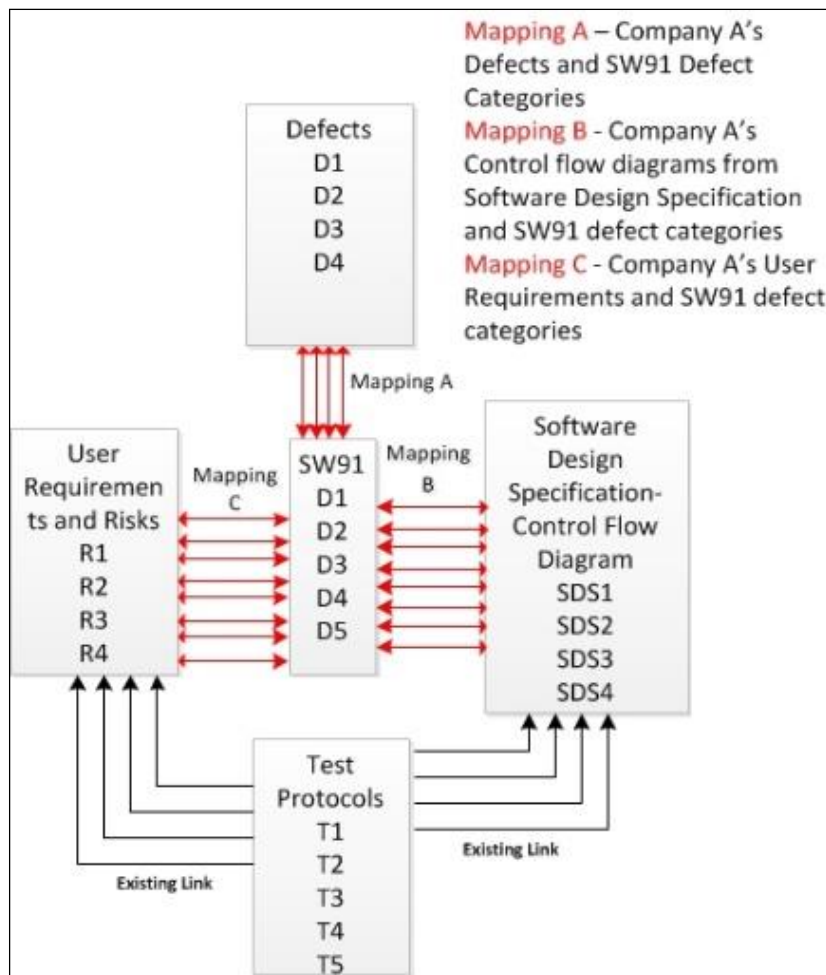 Mapping A – Company A's
Defects and SW91 Defect
Categories
Mapping B - Company A's
Control flow diagrams from
Software Design Specification
and SW91 defect categories
Mapping C - Company A's User
Requirements and SW91 defect
categories
Defects
D1
D2
D3
D4
Mapping A
User
Requiremen
ts and Risks
R1
R2
R3
R4
Mapping
C
SW91
D1
D2
D3
D4
D5
Mapping
B
Software
Design
Specification-
Control Flow
Diagram
SDS1
SDS2
SDS3
SDS4
Test
Protocols
T1
T2
T3
T4
T5
Existing Link
Existing Link